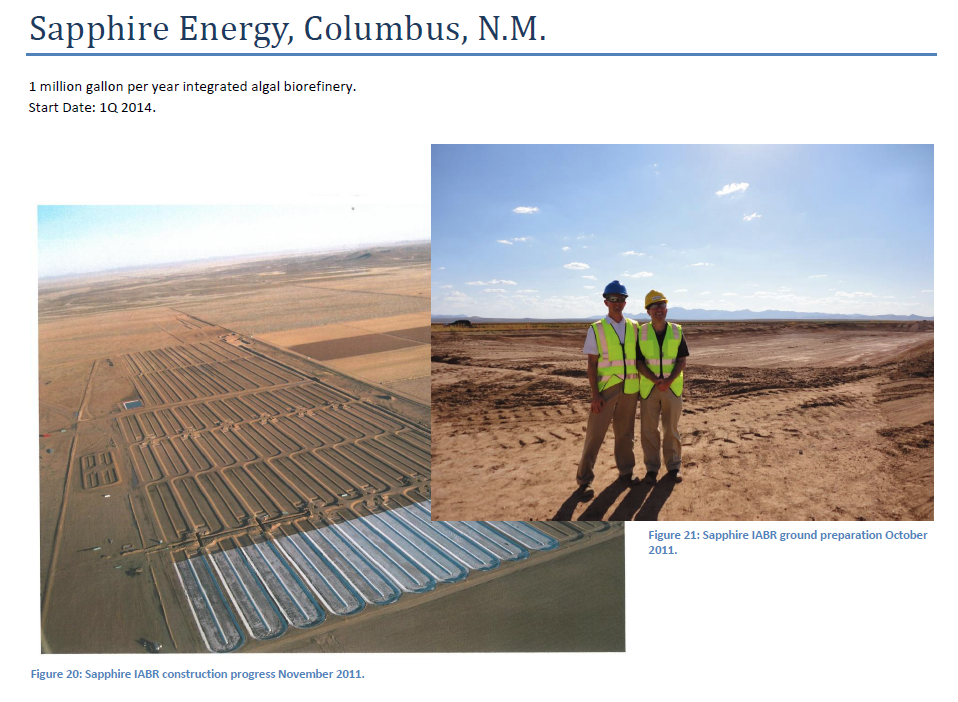 Sapphire Energy, Columbus, N.M.
1 million gallon per year integrated algal biorefinery.
Start Date: 1Q 2014.
Figure 21: Sapphire IABR ground preparation October
2011.
Figure 20: Sapphire IABR construction progress November 2011.